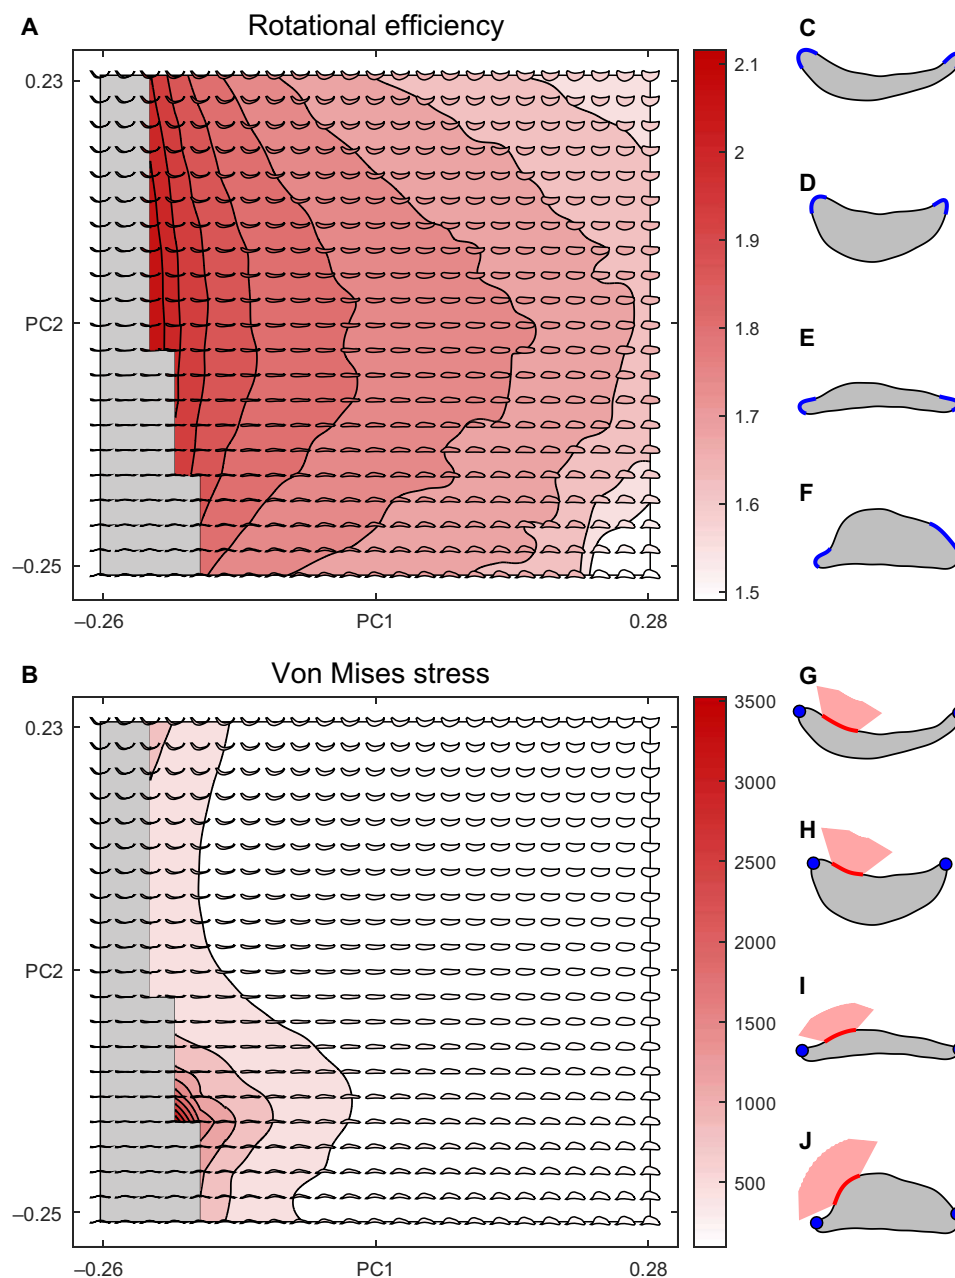 A
Rotational efficiency
0.23
PC2
–0.25
–0.26
PC1
0.28
2.1
2
1.9
1.8
1.7
1.6
1.5
C
D
E
F
B
Von Mises stress
0.23
PC2
–0.25
–0.26
PC1
0.28
3500
3000
2500
2000
1500
1000
500
G
H
I
J